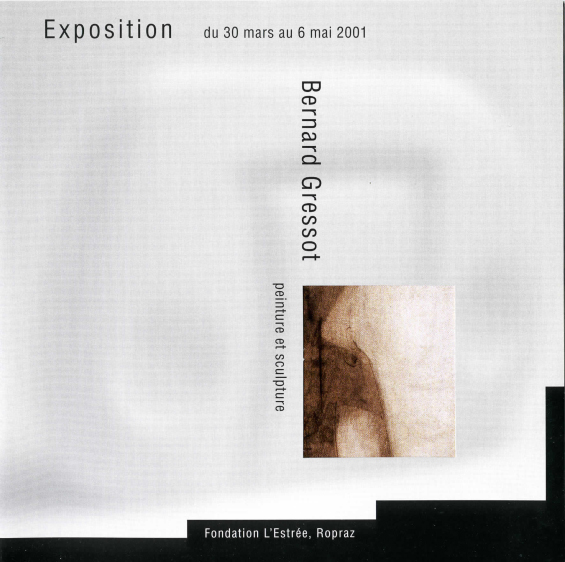 Exposition du 30 mars au 6 mai 2001
Bernard Gressot
peinture et sculpture
Fondation L'Estrée, Ropraz